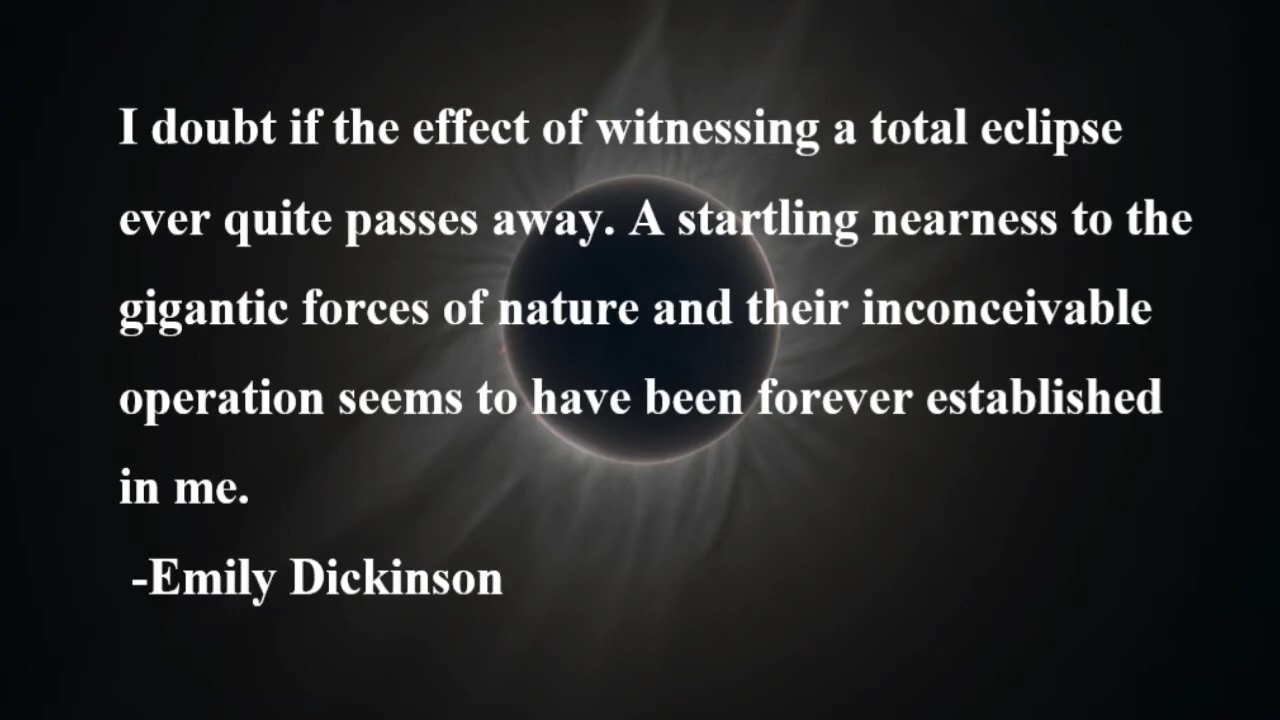 I doubt if the effect of witnessing a total eclipse
ever quite passes away. A startling nearness to the
gigantic forces of nature and their inconceivable
operation seems to have been forever established
in me.
-Emily Dickinson